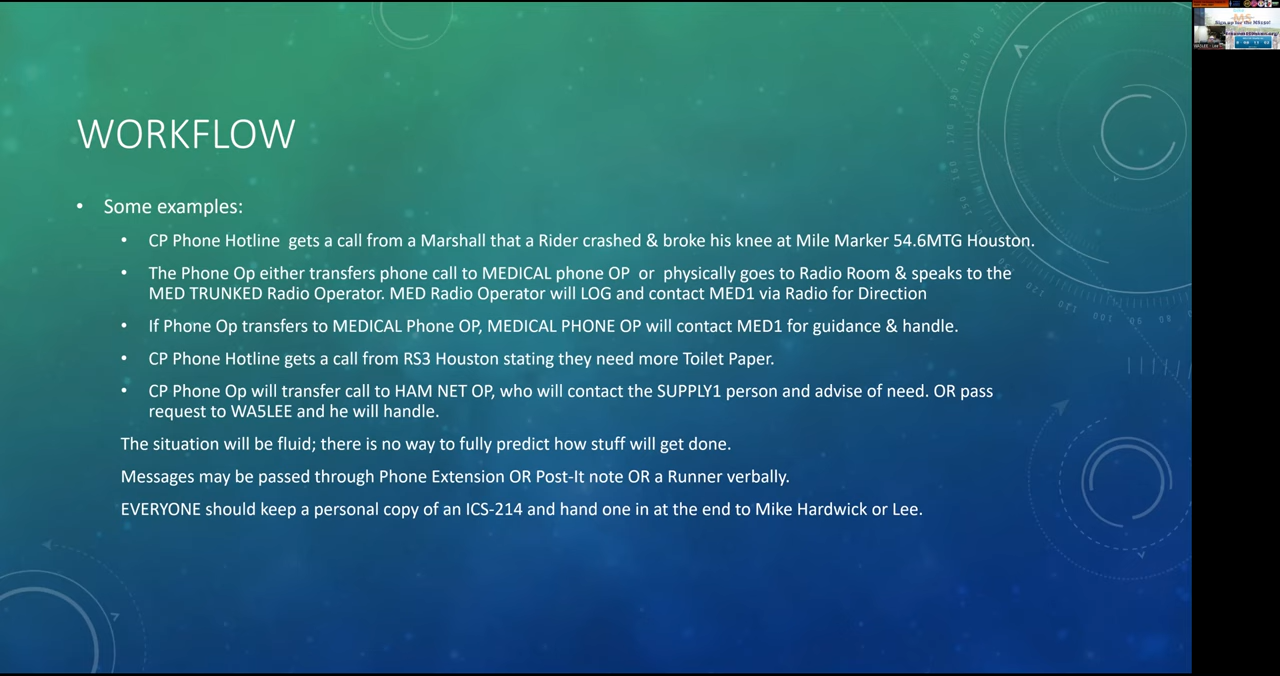 WORKFLOW
• Some examples:
• CP Phone Hotline gets a call from a Marshall that a Rider crashed & broke his knee at Mile Marker 54.6MTG Houston.
• The Phone Op either transfers phone call to MEDICAL phone OP or physically goes to Radio Room & speaks to the
MED TRUNKED Radio Operator. MED Radio Operator will LOG and contact MED1 via Radio for Direction
• If Phone Op transfers to MEDICAL Phone OP, MEDICAL PHONE OP will contact MED1 for guidance & handle.
• CP Phone Hotline gets a call from RS3 Houston stating they need more Toilet Paper.
• CP Phone Op will transfer call to HAM NET OP, who will contact the SUPPLY1 person and advise of need. OR pass
request to WA5LEE and he will handle.
The situation will be fluid; there is no way to fully predict how stuff will get done.
Messages may be passed through Phone Extension OR Post-It note OR a Runner verbally.
EVERYONE should keep a personal copy of an ICS-214 and hand one in at the end to Mike Hardwick or Lee.